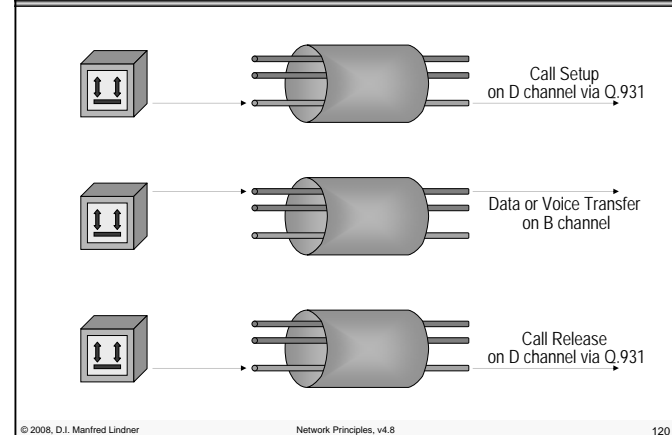 Call Setup
on D channel via Q.931
Data or Voice Transfer
on B channel
Call Release
on D channel via Q.931
© 2008, D.I. Manfred Lindner
Network Principles, v4.8
120